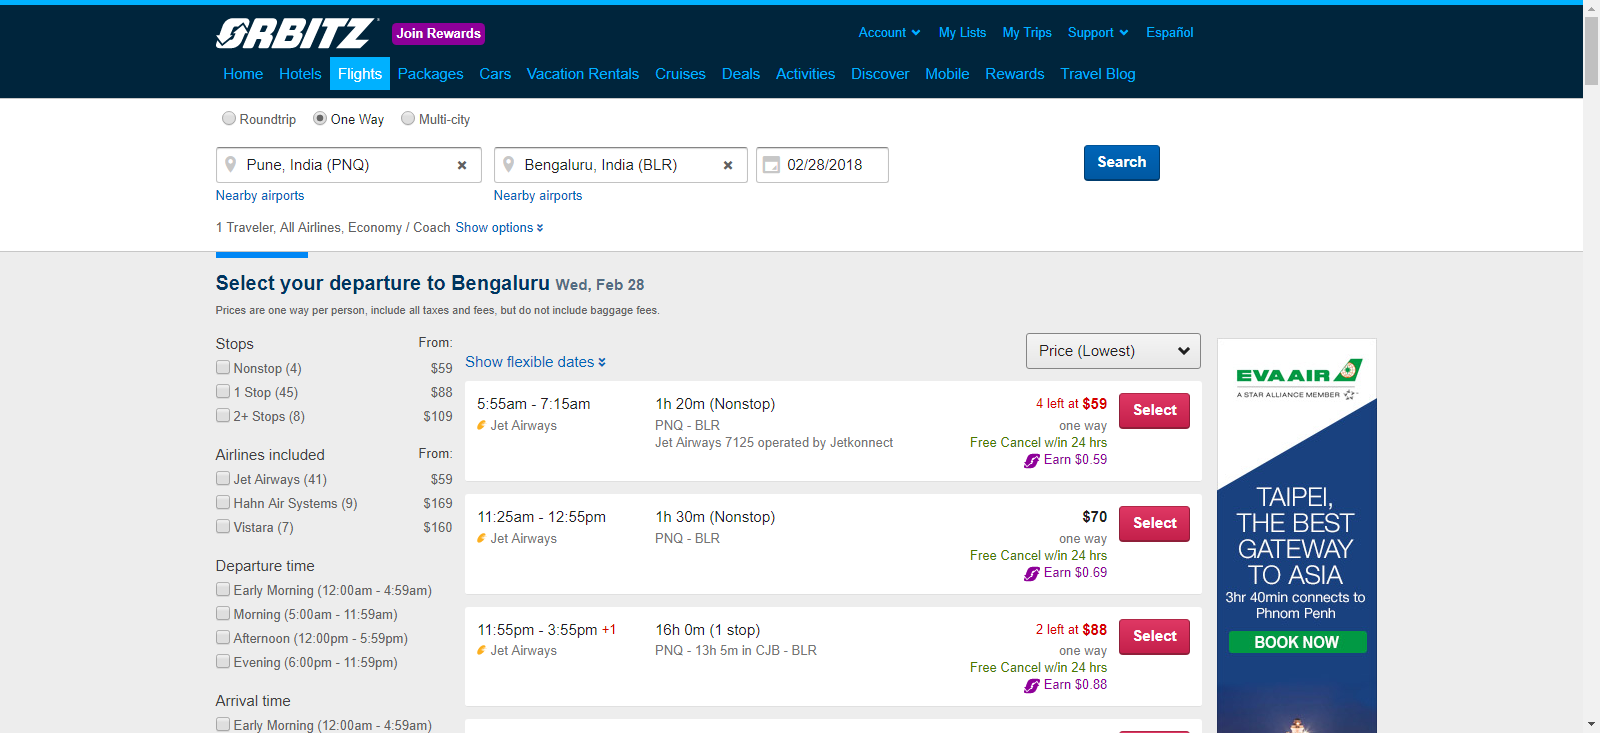 ORBITZ
Join Rewards
Account
My Lists
My Trips
Support
Español
Home
Hotels
Flights
Packages
Cars
Vacation Rentals
Cruises
Deals
Activities
Discover
Mobile
Rewards
Travel Blog
Roundtrip
One Way
Multi-city
Pune, India (PNQ)
Bengaluru, India (BLR)
02/28/2018
Search
Nearby airports
Nearby airports
1 Traveler, All Airlines, Economy / Coach Show options
Select your departure to Bengaluru Wed, Feb 28
Prices are one way per person, include all taxes and fees, but do not include baggage fees.
Stops From:
Nonstop (4) $59
1 Stop (45) $88
2+ Stops (8) $109
Airlines included From:
Jet Airways (41) $59
Hahn Air Systems (9) $169
Vistara (7) $160
Departure time
Early Morning (12:00am - 4:59am)
Morning (5:00am - 11:59am)
Afternoon (12:00pm - 5:59pm)
Evening (6:00pm - 11:59pm)
Arrival time
Early Morning (12:00am - 4:59am)
Show flexible dates
Price (Lowest)
5:55am - 7:15am
Jet Airways
1h 20m (Nonstop)
PNQ - BLR
Jet Airways 7125 operated by Jetkonnect
4 left at $59
one way
Free Cancel w/in 24 hrs
Earn $0.59
Select
11:25am - 12:55pm
Jet Airways
1h 30m (Nonstop)
PNQ - BLR
$70
one way
Free Cancel w/in 24 hrs
Earn $0.69
Select
11:55pm - 3:55pm +1
Jet Airways
16h 0m (1 stop)
PNQ - 13h 5m in CJB - BLR
2 left at $88
one way
Free Cancel w/in 24 hrs
Earn $0.88
Select
EVA AIR
A STAR ALLIANCE MEMBER
TAIPEI,
THE BEST
GATEWAY
TO ASIA
3hr 40min connects to
Phnom Penh
BOOK NOW